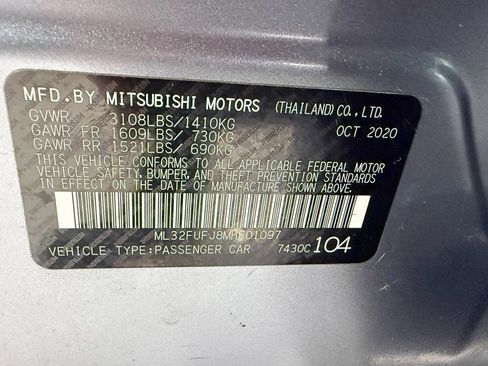 MFD.BY MITSUBISHI MOTORS (THAILAND)CO.,LTD.
GVWR 3108LBS/1410KG OCT 2020
GAWR FR 1609LBS/ 730KG
GAWR RR 1521LBS/ 690KG
THIS VEHICLE CONFORMS TO ALL APPLICABLE FEDERAL MOTOR
VEHICLE SAFETY, BUMPER, AND THEFT PREVENTION STANDARDS
IN EFFECT ON THE DATE OF MANUFACTURE SHOWN ABOVE.
VEHICLE TYPE:PASSENGER CAR 7430C 104